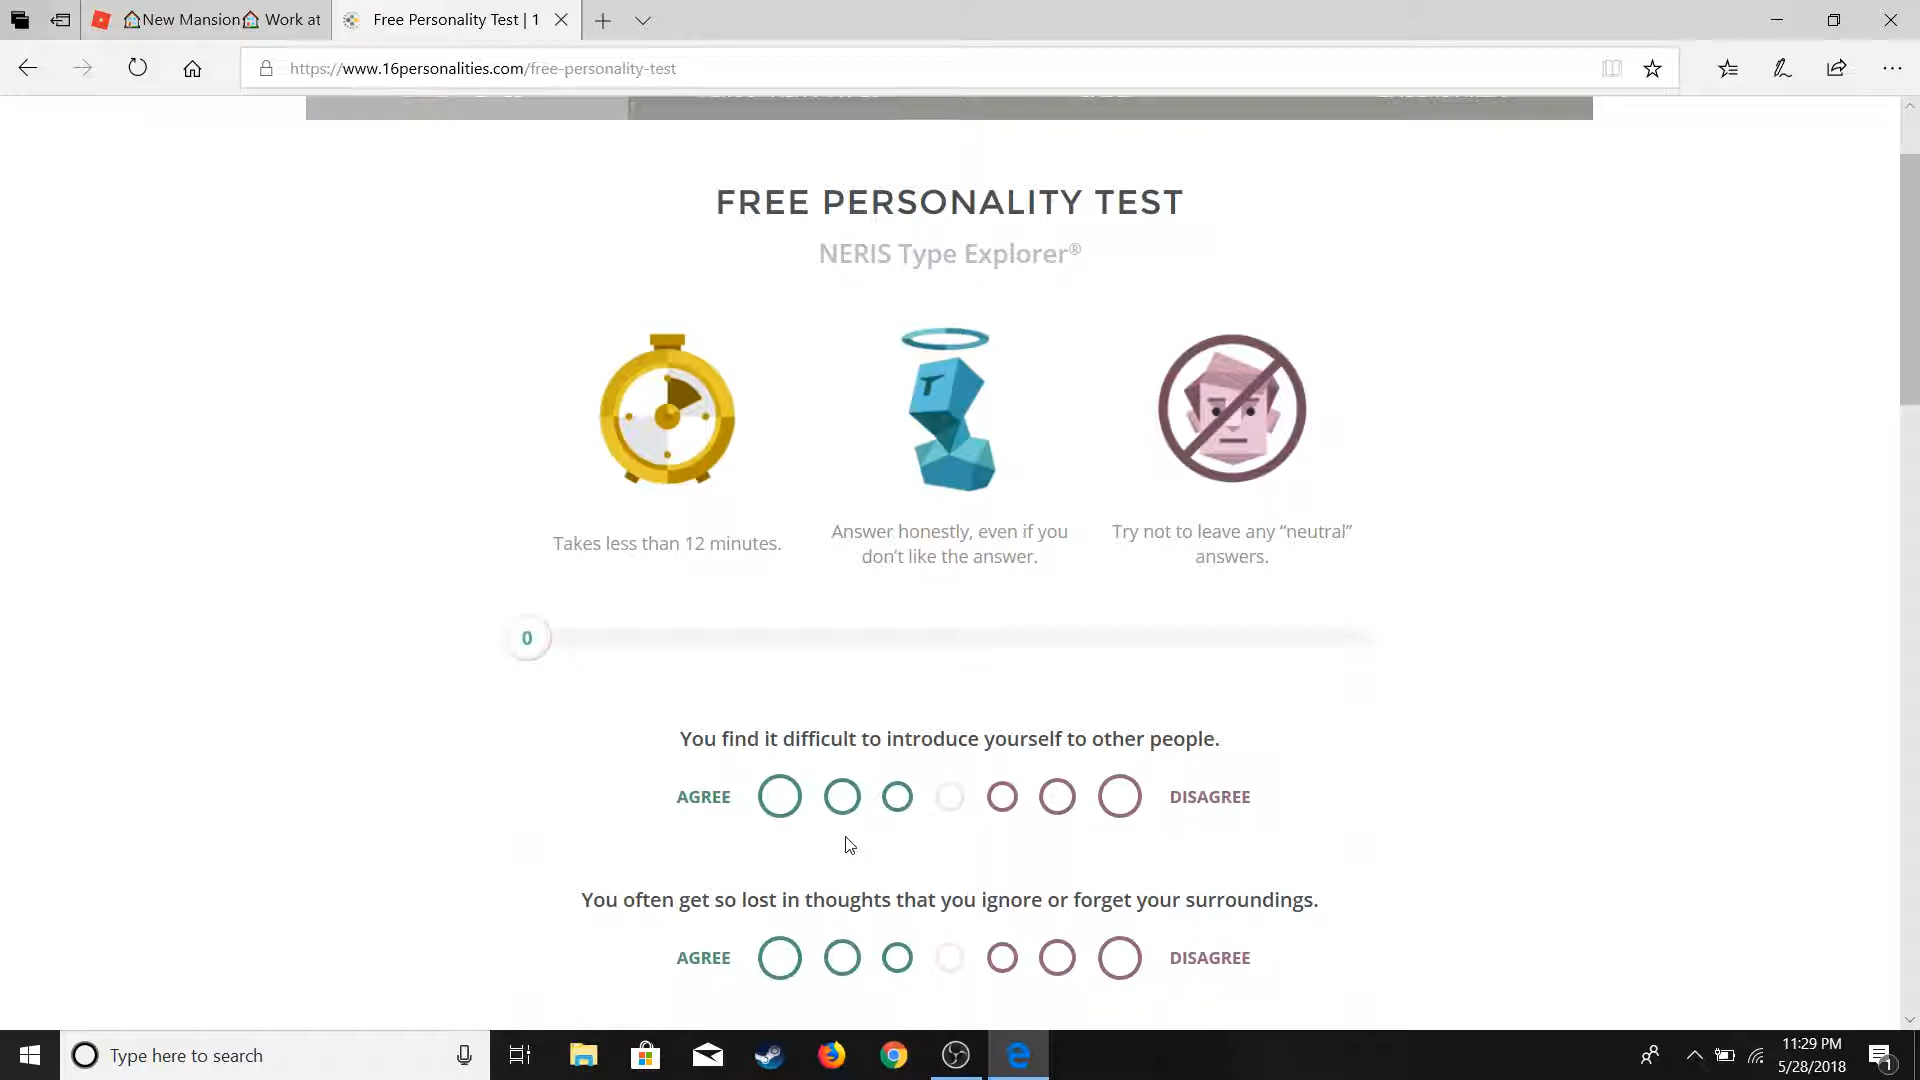 🏠New Mansion🏠 Work at
Free Personality Test | 1
https://www.16personalities.com/free-personality-test
FREE PERSONALITY TEST
NERIS Type Explorer®
Takes less than 12 minutes.
Answer honestly, even if you
don't like the answer.
Try not to leave any “neutral”
answers.
0
You find it difficult to introduce yourself to other people.
AGREE DISAGREE
You often get so lost in thoughts that you ignore or forget your surroundings.
AGREE DISAGREE
Type here to search
11:29 PM
5/28/2018
1